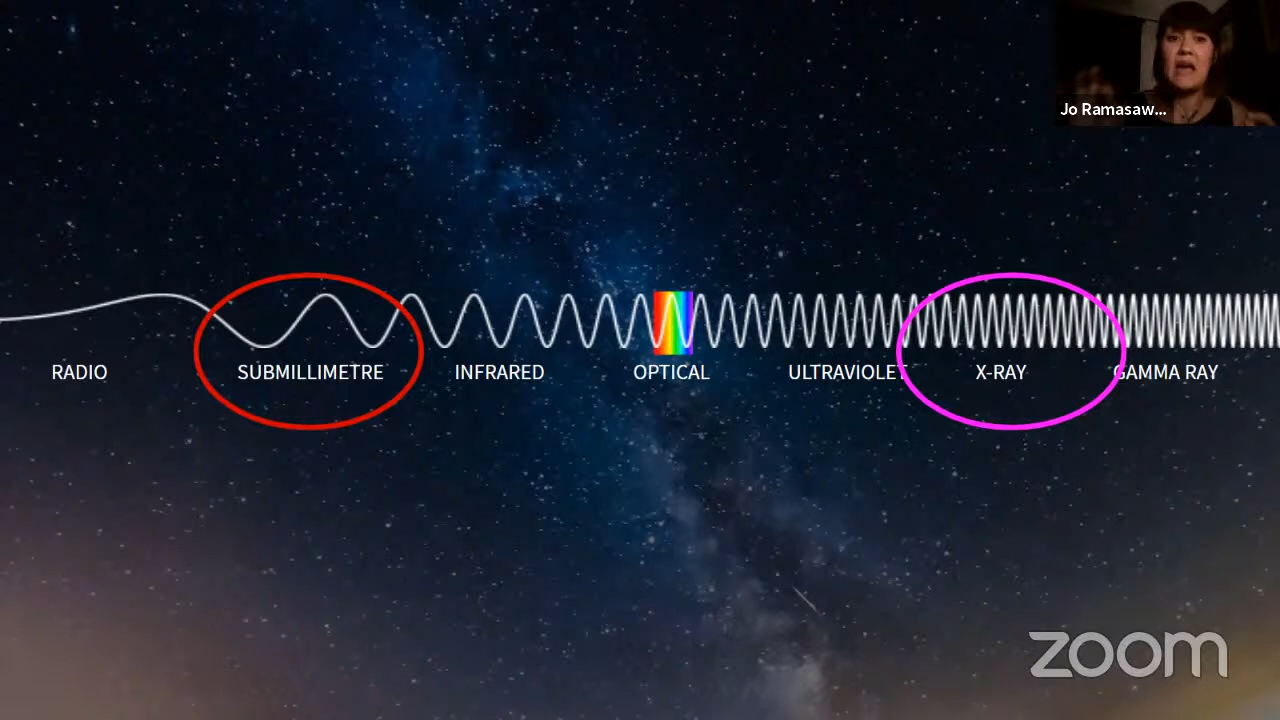 Jo Ramasaw...
RADIO SUBMILLIMETRE INFRARED OPTICAL ULTRAVIOLET X-RAY GAMMA RAY
zoom